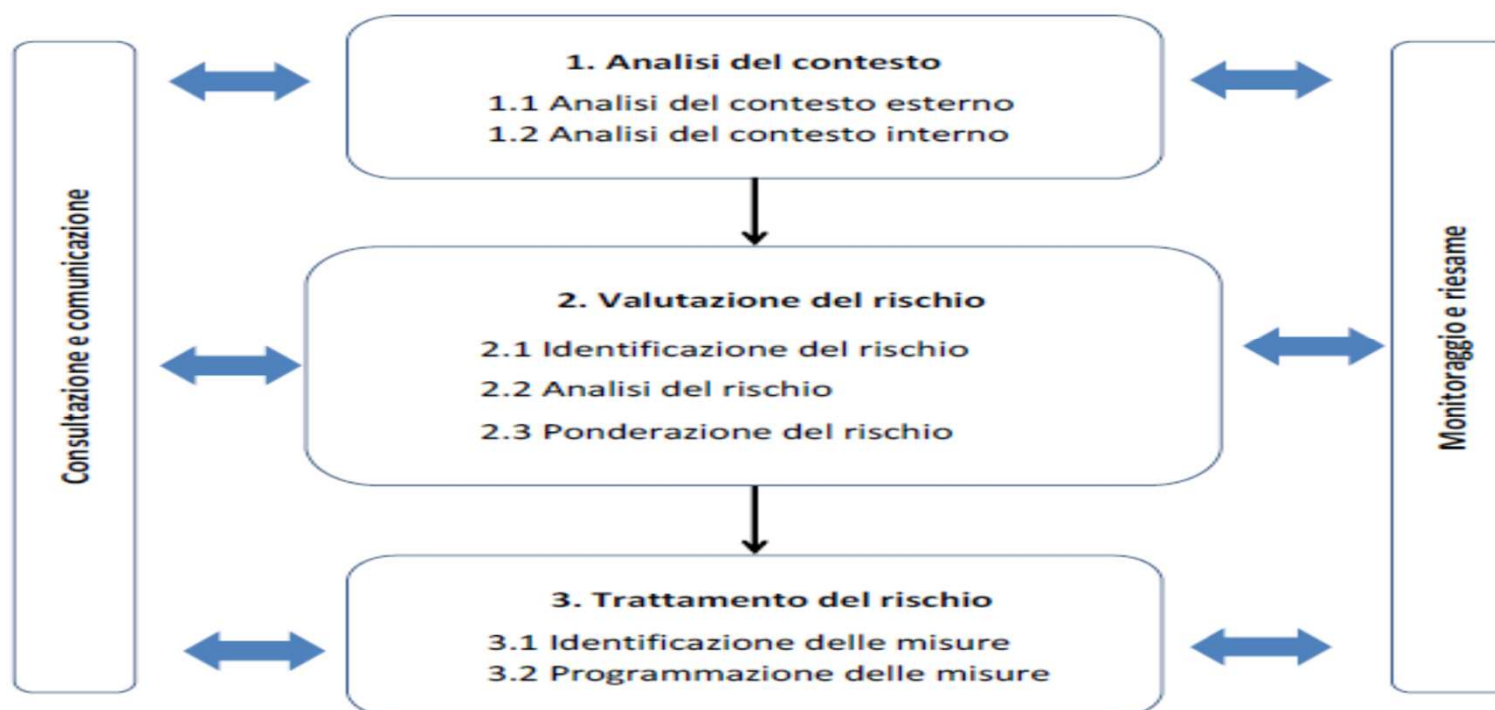 Consultazione e comunicazione
1. Analisi del contesto
1.1 Analisi del contesto esterno
1.2 Analisi del contesto interno
2. Valutazione del rischio
2.1 Identificazione del rischio
2.2 Analisi del rischio
2.3 Ponderazione del rischio
3. Trattamento del rischio
3.1 Identificazione delle misure
3.2 Programmazione delle misure
Monitoraggio e riesame